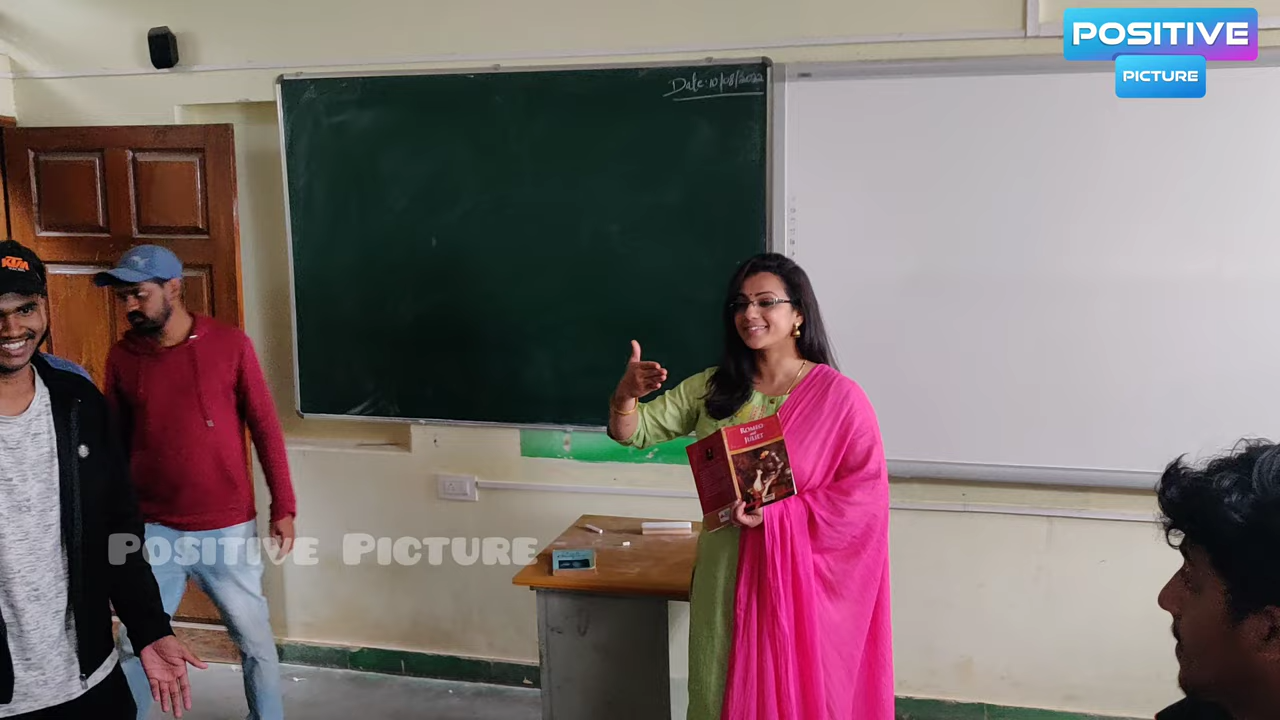 POSITIVE
PICTURE
Date: 10/08/2022
KTM
ROMEO
AND
JULIET
POSITIVE PICTURE